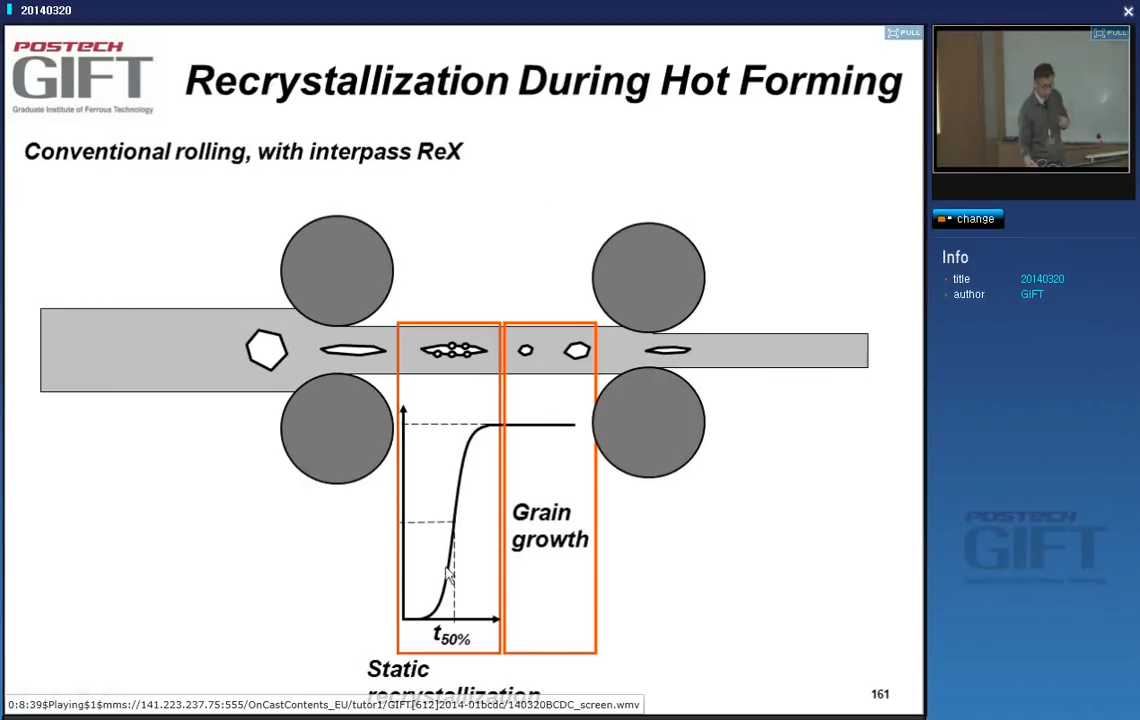 20140320
FULL
FULL
POSTECH
GIFT
Graduate Institute of Ferrous Technology
Recrystallization During Hot Forming
Conventional rolling, with interpass ReX
change
Info
title 20140320
author GIFT
Grain
growth
t50%
Static
recrystallization
161
0:8:39$Playing$1$mms://141.223.237.75:555/OnCastContents_EU/tutor1/GIFT[612]2014-01bcdc/140320BCDC_screen.wmv
POSTECH
GIFT